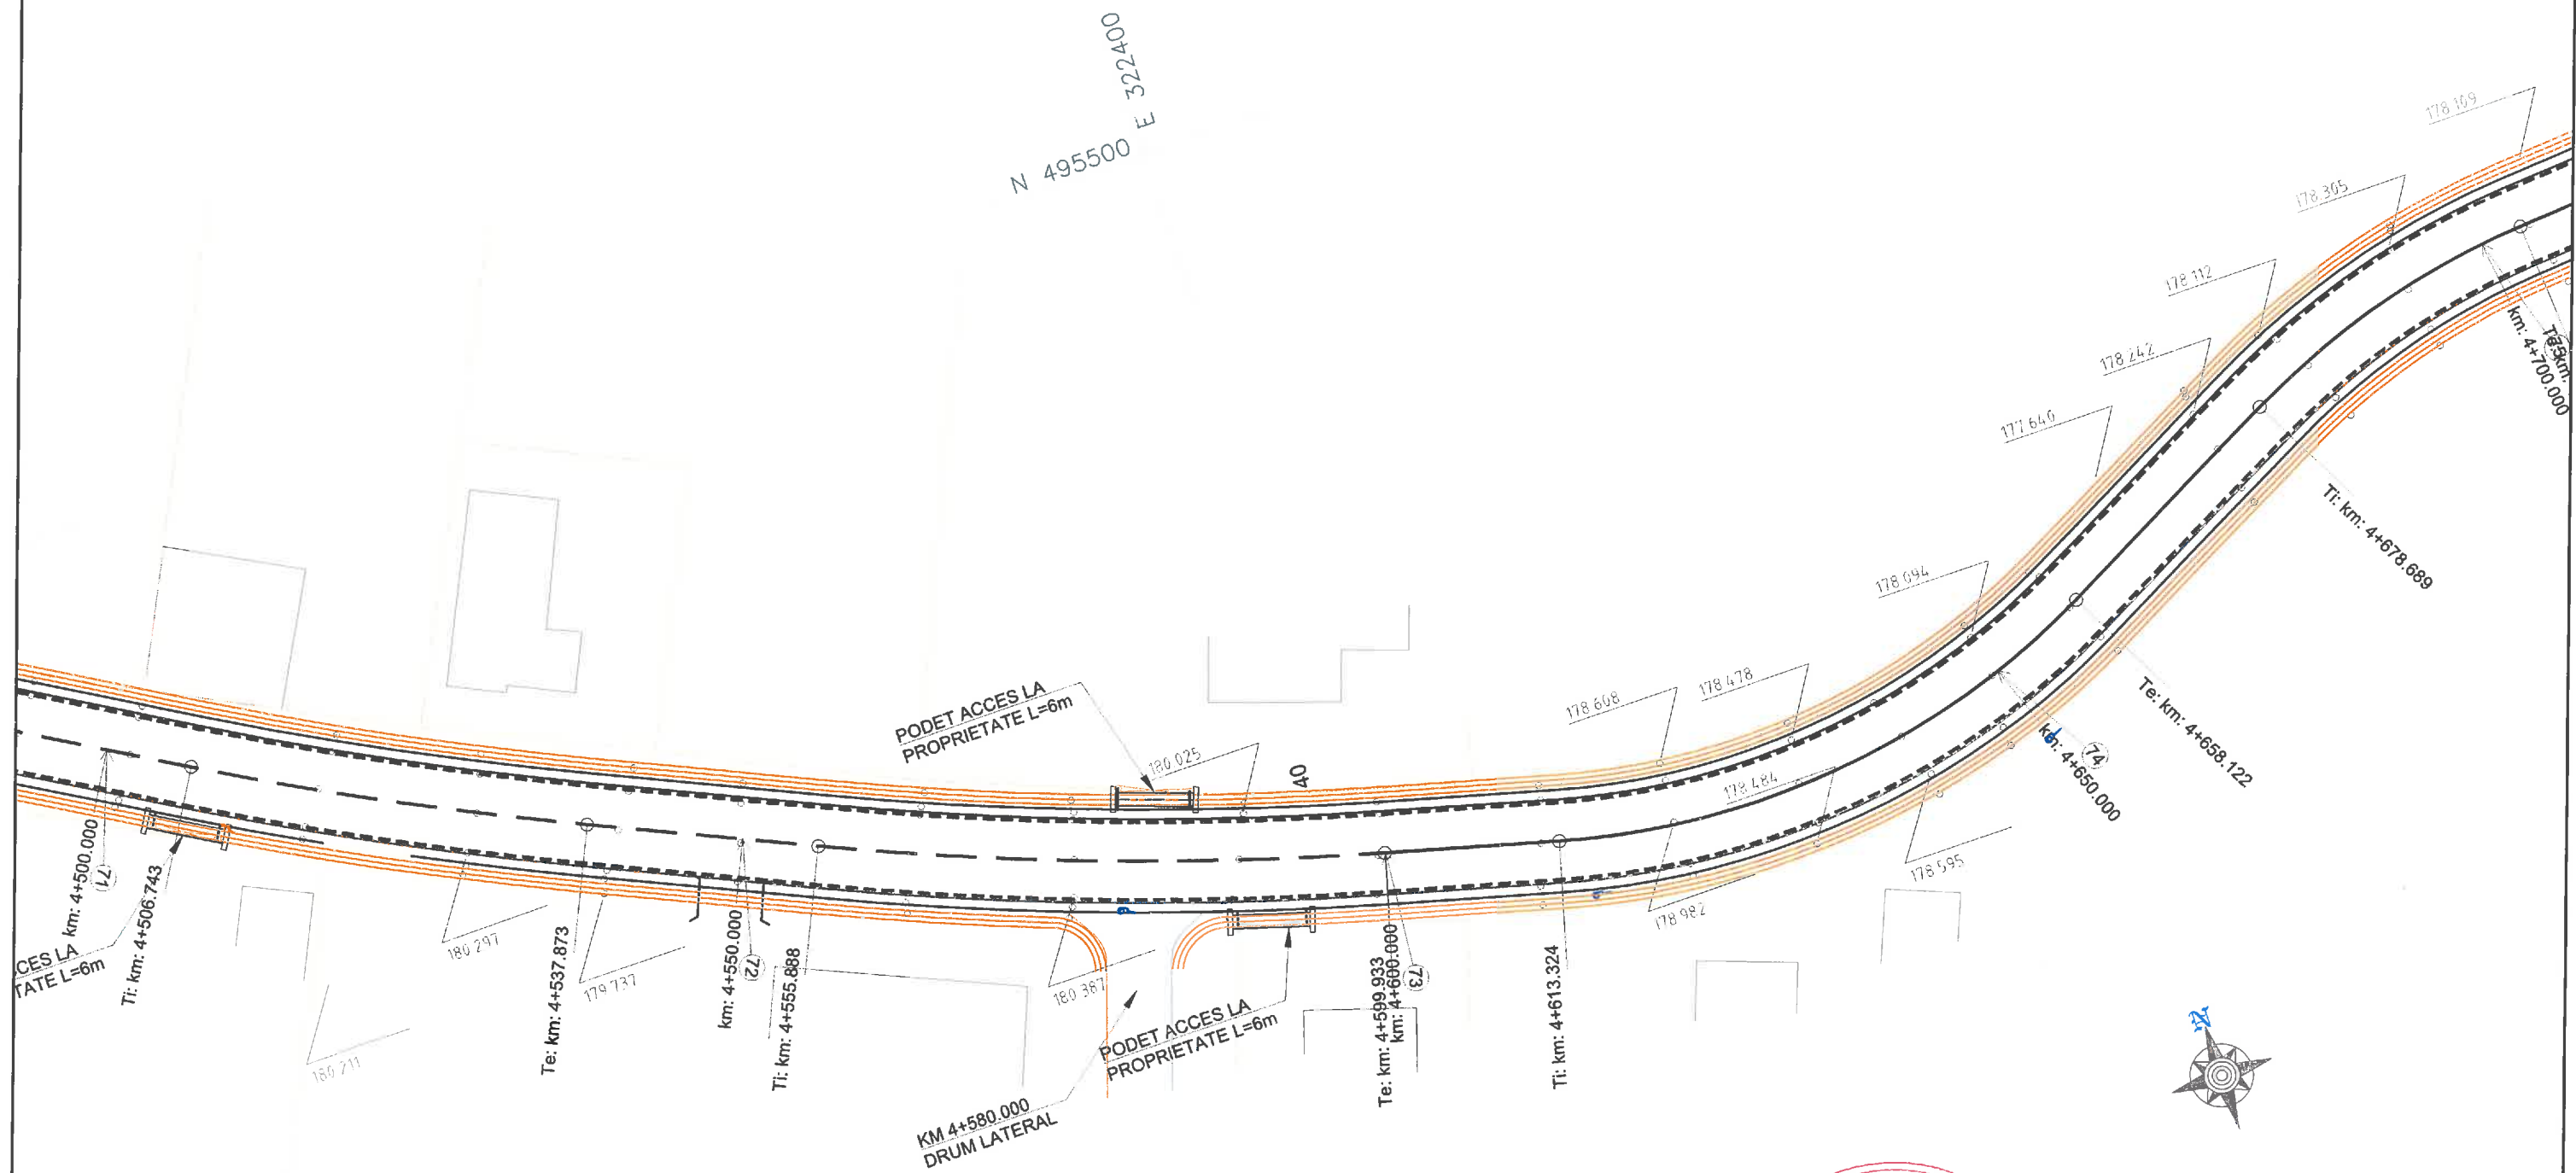 E 322400
N 495500
178 109
178.305
178 112
178 242
177 640
178 094
178 478
178 608
178 484
178 982
178 595
km: 4+700.000
Ti: km: 4+678.689
Te: km: 4+658.122
74
km: 4+650.000
PODET ACCES LA
PROPRIETATE L=6m
180 025
40
km: 4+500.000
71
Ti: km: 4+506.743
CES LA
TATE L=6m
180 297
180 211
Te: km: 4+537.873
179 737
km: 4+550.000
72
Ti: km: 4+555.888
180 387
PODET ACCES LA
PROPRIETATE L=6m
KM 4+580.000
DRUM LATERAL
Te: km: 4+599.933
km: 4+600.000
73
Ti: km: 4+613.324
N